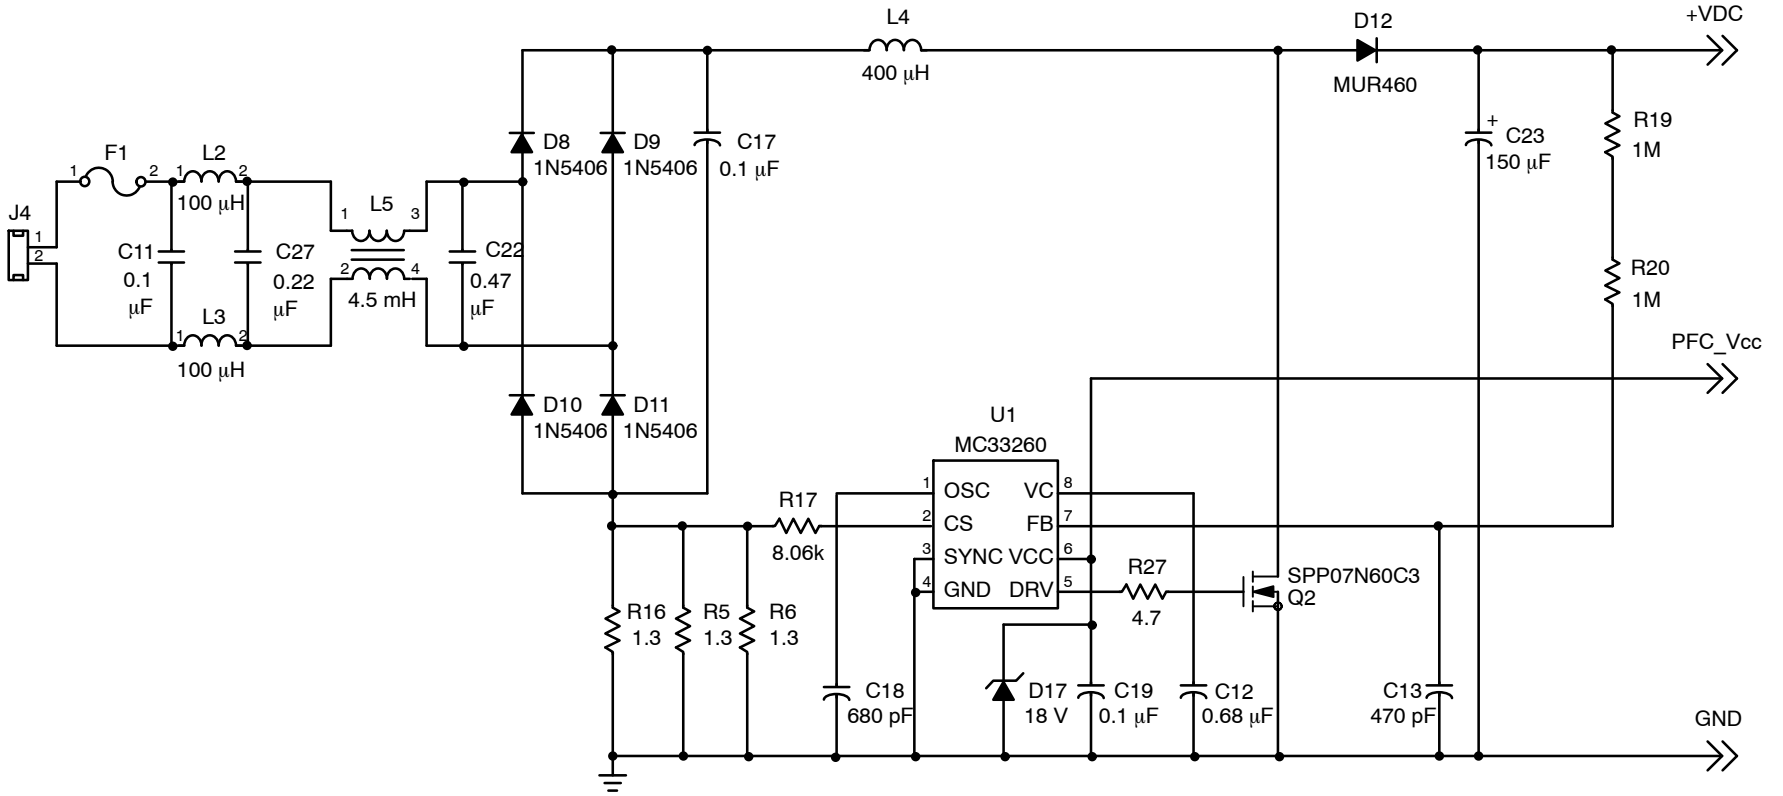 +VDC
L4
400 μH
D12
MUR460
D8
1N5406
D9
1N5406
C17
0.1 μF
+
C23
150 μF
R19
1M
F1
1
2
L2
1
2
100 μH
J4
1
2
C11
0.1
μF
C27
0.22
μF
L5
1
3
2
4
4.5 mH
C22
0.47
μF
R20
1M
L3
1
2
100 μH
PFC_Vcc
D10
1N5406
D11
1N5406
U1
MC33260
1
OSC
VC
8
2
CS
FB
7
3
SYNC
VCC
6
4
GND
DRV
5
R17
8.06k
R27
4.7
SPP07N60C3
Q2
R16
1.3
R5
1.3
R6
1.3
C18
680 pF
D17
18 V
C19
0.1 μF
C12
0.68 μF
C13
470 pF
GND